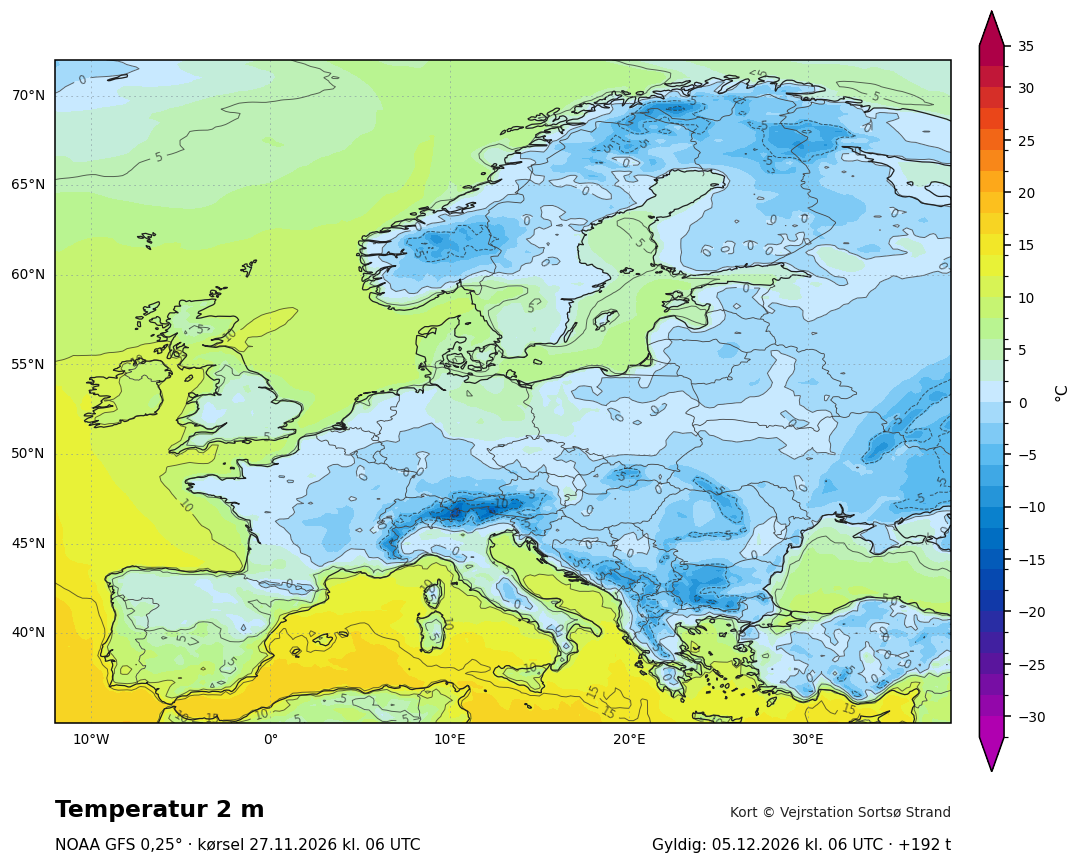 70°N
65°N
60°N
55°N
50°N
45°N
40°N
10°W
0°
10°E
20°E
30°E
35
30
25
20
15
10
5
0
−5
−10
−15
−20
−25
−30
°C
Temperatur 2 m
Kort © Vejrstation Sortsø Strand
NOAA GFS 0,25° · kørsel 27.11.2026 kl. 06 UTC
Gyldig: 05.12.2026 kl. 06 UTC · +192 t